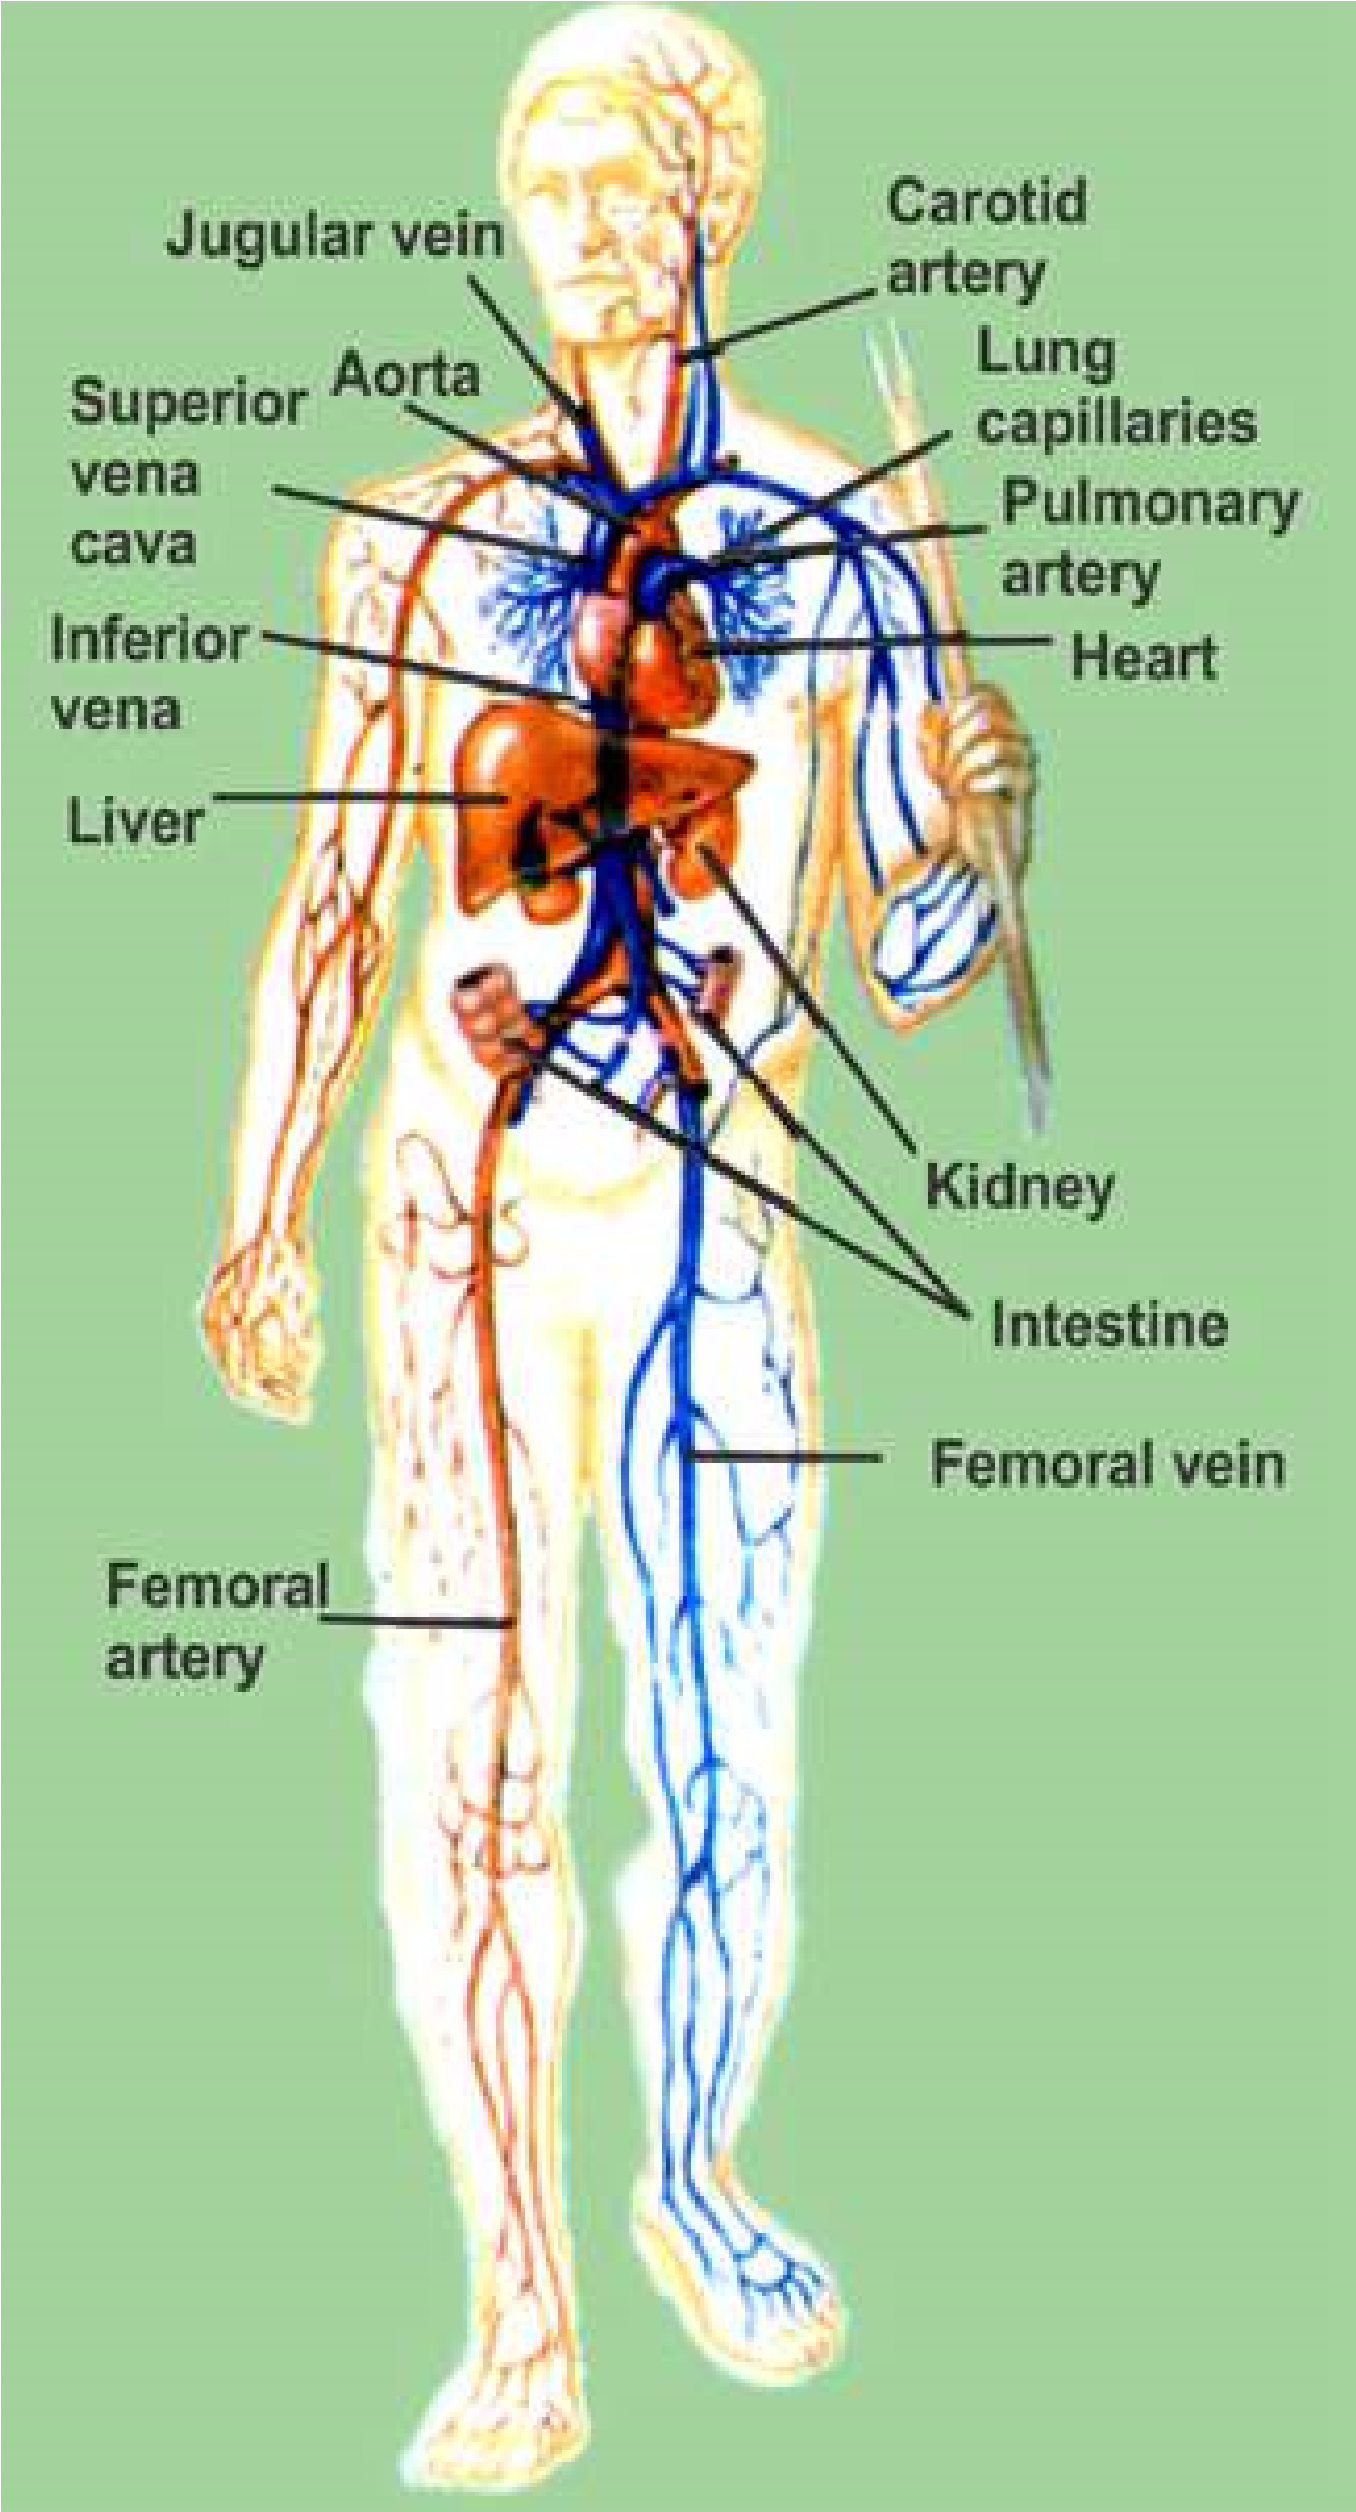 Jugular vein
Carotid
artery
Aorta
Superior
vena
cava
Lung
capillaries
Pulmonary
artery
Inferior
vena
Heart
Liver
Kidney
Intestine
Femoral vein
Femoral
artery